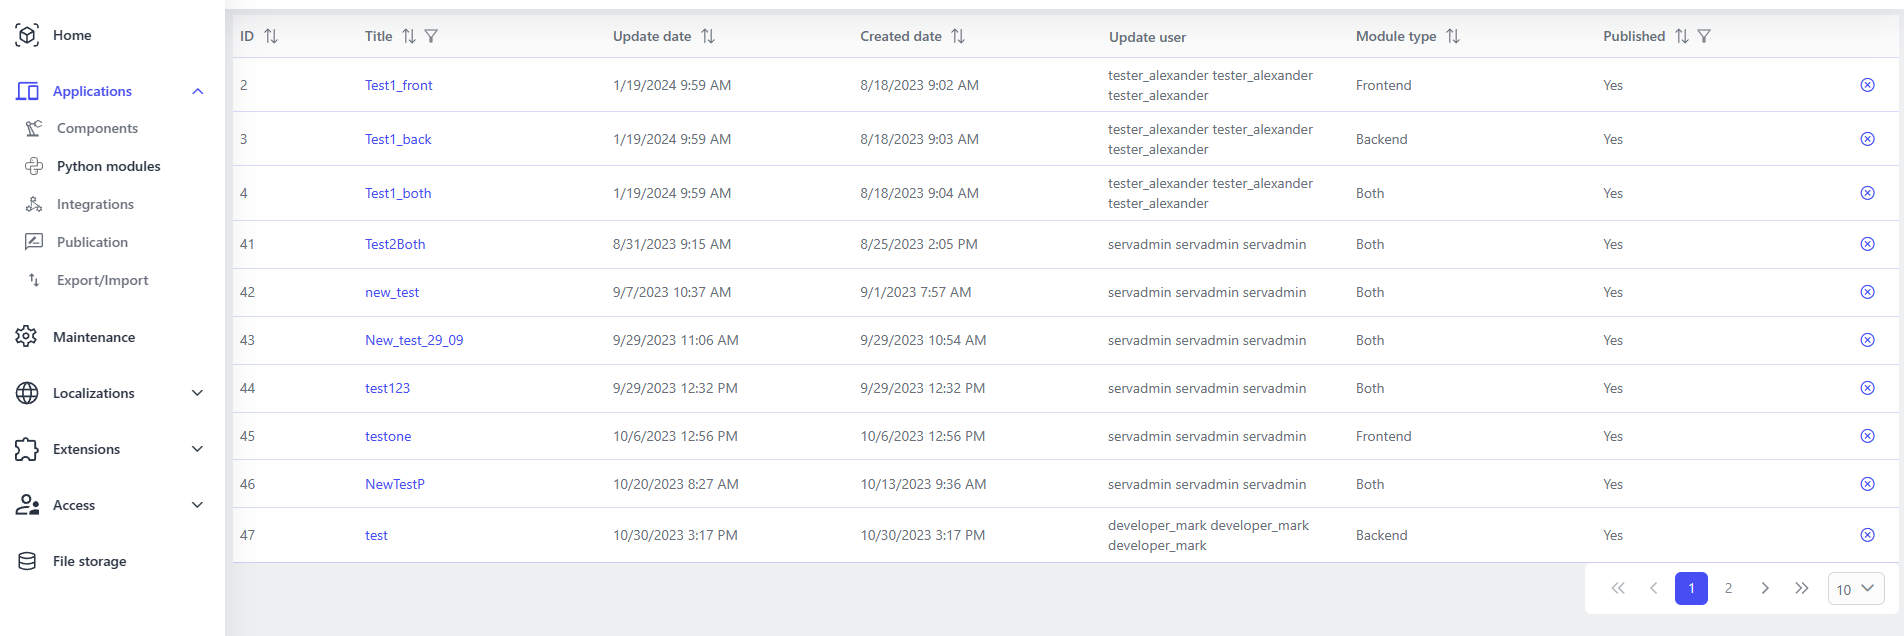 Home
Applications
Components
Python modules
Integrations
Publication
Export/Import
Maintenance
Localizations
Extensions
Access
File storage
ID Title Update date Created date Update user Module type Published
2 Test1_front 1/19/2024 9:59 AM 8/18/2023 9:02 AM tester_alexander tester_alexander Frontend Yes
tester_alexander
3 Test1_back 1/19/2024 9:59 AM 8/18/2023 9:03 AM tester_alexander tester_alexander Backend Yes
tester_alexander
4 Test1_both 1/19/2024 9:59 AM 8/18/2023 9:04 AM tester_alexander tester_alexander Both Yes
tester_alexander
41 Test2Both 8/31/2023 9:15 AM 8/25/2023 2:05 PM servadmin servadmin servadmin Both Yes
42 new_test 9/7/2023 10:37 AM 9/1/2023 7:57 AM servadmin servadmin servadmin Both Yes
43 New_test_29_09 9/29/2023 11:06 AM 9/29/2023 10:54 AM servadmin servadmin servadmin Both Yes
44 test123 9/29/2023 12:32 PM 9/29/2023 12:32 PM servadmin servadmin servadmin Both Yes
45 testone 10/6/2023 12:56 PM 10/6/2023 12:56 PM servadmin servadmin servadmin Frontend Yes
46 NewTestP 10/20/2023 8:27 AM 10/13/2023 9:36 AM servadmin servadmin servadmin Both Yes
47 test 10/30/2023 3:17 PM 10/30/2023 3:17 PM developer_mark developer_mark Backend Yes
developer_mark
1 2 10